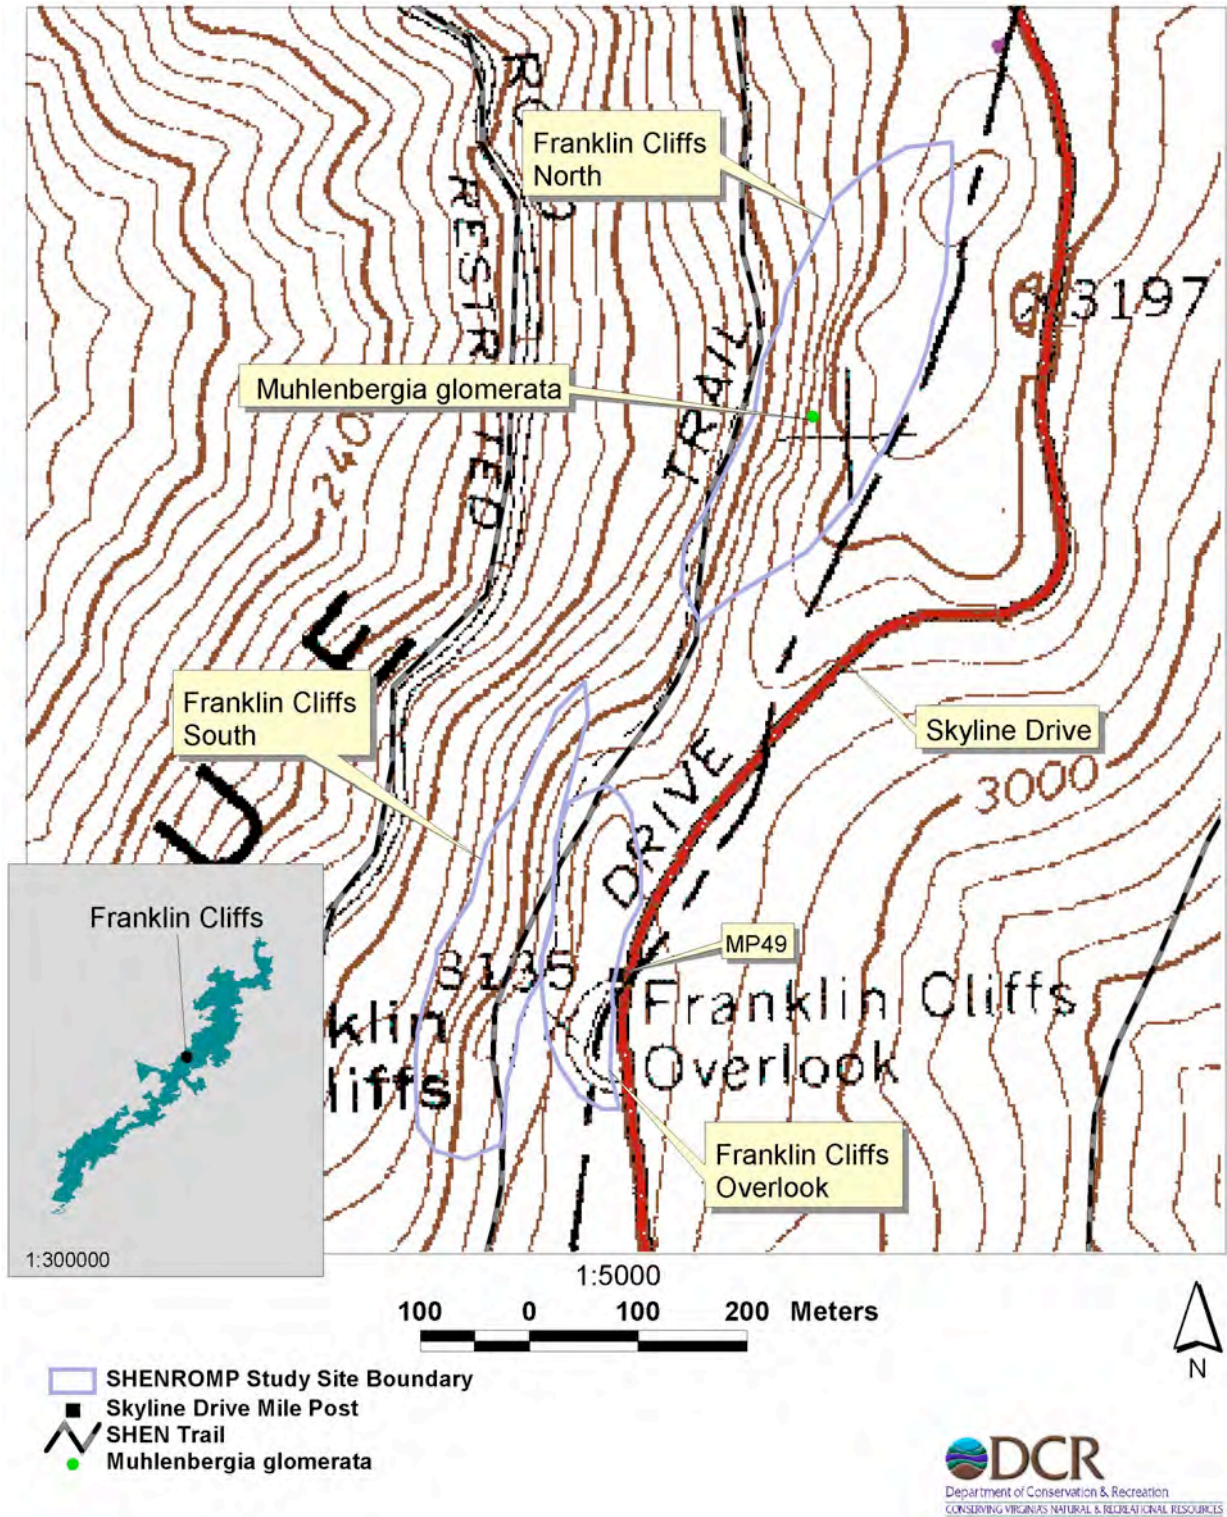 ROAD
RESTRICTED
Franklin Cliffs
North
3197
Muhlenbergia glomerata
TRAIL
240
Franklin Cliffs
South
UE
Skyline Drive
DRIVE
3000
Franklin Cliffs
MP49
3135
Franklin Cliffs
Overlook
klin
liffs
Franklin Cliffs
Overlook
1:300000
1:5000
100 0 100 200 Meters
N
SHENROMP Study Site Boundary
Skyline Drive Mile Post
SHEN Trail
Muhlenbergia glomerata
DCR
Department of Conservation & Recreation
CONSERVING VIRGINIA'S NATURAL & RECREATIONAL RESOURCES